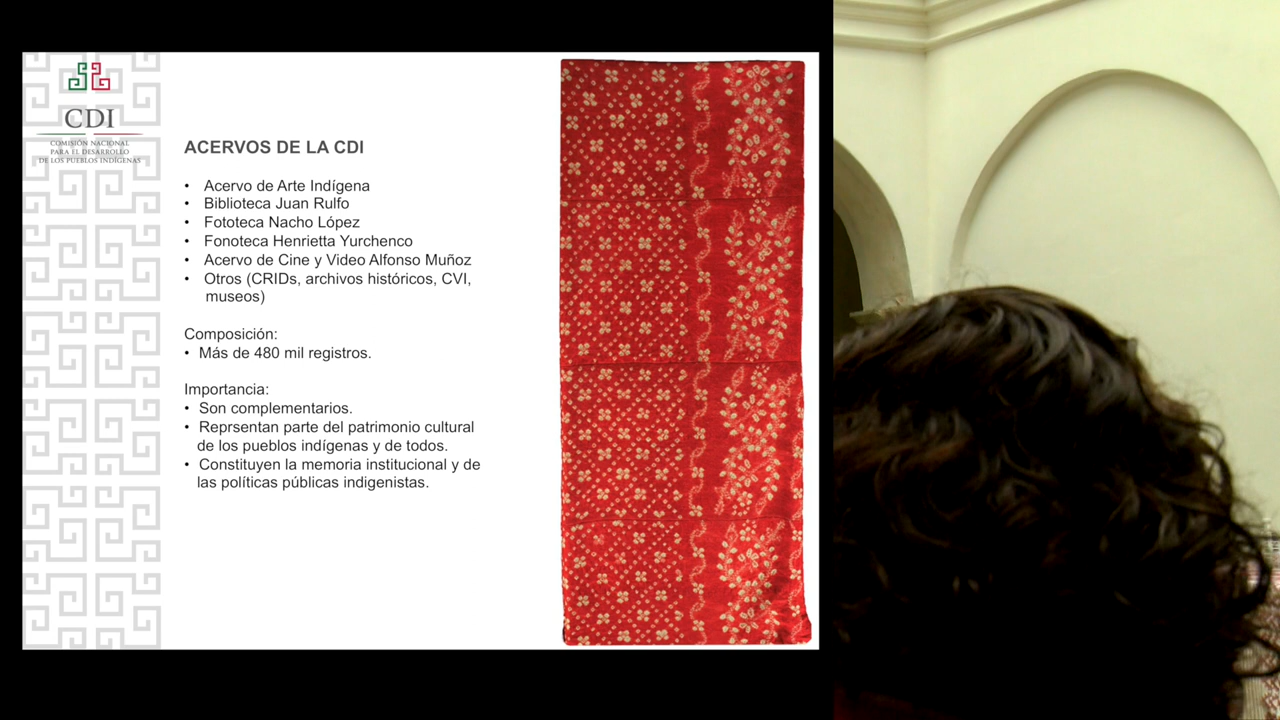 CDI
COMISIÓN NACIONAL
PARA EL DESARROLLO
DE LOS PUEBLOS INDÍGENAS
ACERVOS DE LA CDI
• Acervo de Arte Indígena
• Biblioteca Juan Rulfo
• Fototeca Nacho López
• Fonoteca Henrietta Yurchenco
• Acervo de Cine y Video Alfonso Muñoz
• Otros (CRIDs, archivos históricos, CVI,
museos)
Composición:
• Más de 480 mil registros.
Importancia:
• Son complementarios.
• Reprsentan parte del patrimonio cultural
de los pueblos indígenas y de todos.
• Constituyen la memoria institucional y de
las políticas públicas indigenistas.